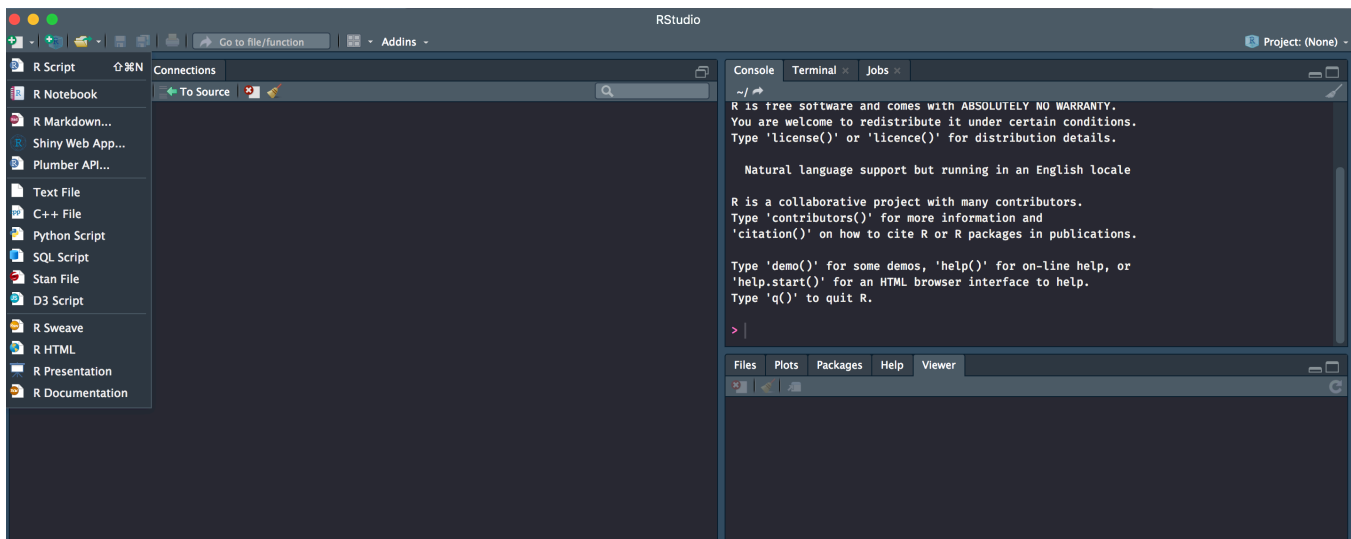 RStudio
Go to file/function
Addins
Project: (None)
R Script ⇧⌘N
R Notebook
R Markdown...
Shiny Web App...
Plumber API...
Text File
C++ File
Python Script
SQL Script
Stan File
D3 Script
R Sweave
R HTML
R Presentation
R Documentation
Connections
To Source
Console Terminal Jobs
~/
R is free software and comes with ABSOLUTELY NO WARRANTY.
You are welcome to redistribute it under certain conditions.
Type 'license()' or 'licence()' for distribution details.
Natural language support but running in an English locale
R is a collaborative project with many contributors.
Type 'contributors()' for more information and
'citation()' on how to cite R or R packages in publications.
Type 'demo()' for some demos, 'help()' for on-line help, or
'help.start()' for an HTML browser interface to help.
Type 'q()' to quit R.
>
Files Plots Packages Help Viewer